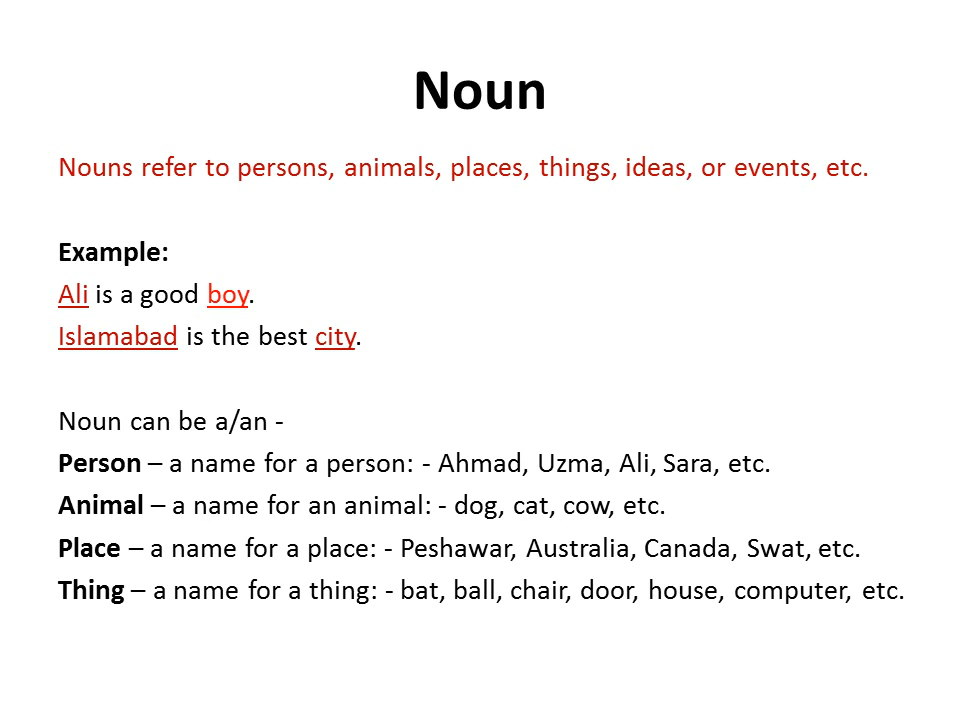 Noun
Nouns refer to persons, animals, places, things, ideas, or events, etc.
Example:
Ali is a good boy.
Islamabad is the best city.
Noun can be a/an -
Person – a name for a person: - Ahmad, Uzma, Ali, Sara, etc.
Animal – a name for an animal: - dog, cat, cow, etc.
Place – a name for a place: - Peshawar, Australia, Canada, Swat, etc.
Thing – a name for a thing: - bat, ball, chair, door, house, computer, etc.